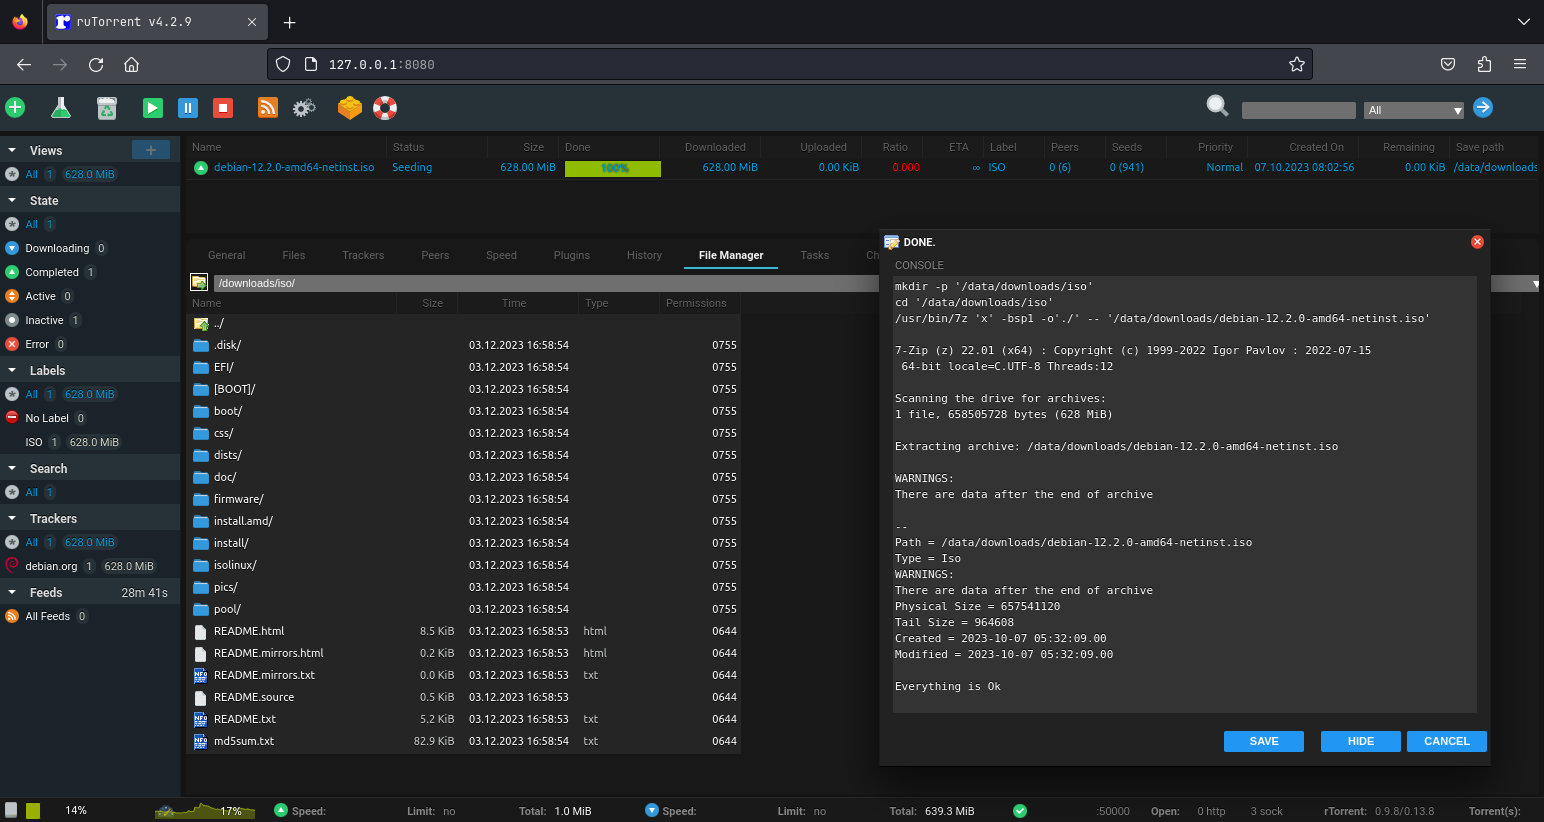 ruTorrent v4.2.9
127.0.0.1:8080
All
Views
All 1 628.0 MiB
State
All 1
Downloading 0
Completed 1
Active 0
Inactive 1
Error 0
Labels
All 1 628.0 MiB
No Label 0
ISO 1 628.0 MiB
Search
All 1
Trackers
All 1 628.0 MiB
debian.org 1 628.0 MiB
Feeds 28m 41s
All Feeds 0
Name Status Size Done Downloaded Uploaded Ratio ETA Label Peers Seeds Priority Created On Remaining Save path
debian-12.2.0-amd64-netinst.iso Seeding 628.00 MiB 100% 628.00 MiB 0.00 KiB 0.000 ∞ ISO 0 (6) 0 (941) Normal 07.10.2023 08:02:56 0.00 KiB /data/downloads
General Files Trackers Peers Speed Plugins History File Manager Tasks Ch
/downloads/iso/
Name Size Time Type Permissions
../
.disk/ 03.12.2023 16:58:54 0755
EFI/ 03.12.2023 16:58:54 0755
[BOOT]/ 03.12.2023 16:58:54 0755
boot/ 03.12.2023 16:58:54 0755
css/ 03.12.2023 16:58:54 0755
dists/ 03.12.2023 16:58:54 0755
doc/ 03.12.2023 16:58:54 0755
firmware/ 03.12.2023 16:58:54 0755
install.amd/ 03.12.2023 16:58:54 0755
install/ 03.12.2023 16:58:54 0755
isolinux/ 03.12.2023 16:58:54 0755
pics/ 03.12.2023 16:58:54 0755
pool/ 03.12.2023 16:58:54 0755
README.html 8.5 KiB 03.12.2023 16:58:53 html 0644
README.mirrors.html 0.2 KiB 03.12.2023 16:58:53 html 0644
README.mirrors.txt 0.0 KiB 03.12.2023 16:58:53 txt 0644
README.source 0.5 KiB 03.12.2023 16:58:53 0644
README.txt 5.2 KiB 03.12.2023 16:58:53 txt 0644
md5sum.txt 82.9 KiB 03.12.2023 16:58:54 txt 0644
DONE.
CONSOLE
mkdir -p '/data/downloads/iso'
cd '/data/downloads/iso'
/usr/bin/7z 'x' -bsp1 -o'./' -- '/data/downloads/debian-12.2.0-amd64-netinst.iso'
7-Zip (z) 22.01 (x64) : Copyright (c) 1999-2022 Igor Pavlov : 2022-07-15
64-bit locale=C.UTF-8 Threads:12
Scanning the drive for archives:
1 file, 658505728 bytes (628 MiB)
Extracting archive: /data/downloads/debian-12.2.0-amd64-netinst.iso
WARNINGS:
There are data after the end of archive
--
Path = /data/downloads/debian-12.2.0-amd64-netinst.iso
Type = Iso
WARNINGS:
There are data after the end of archive
Physical Size = 657541120
Tail Size = 964608
Created = 2023-10-07 05:32:09.00
Modified = 2023-10-07 05:32:09.00
Everything is Ok
SAVE HIDE CANCEL
14% 17% Speed: Limit: no Total: 1.0 MiB Speed: Limit: no Total: 639.3 MiB :50000 Open: 0 http 3 sock rTorrent: 0.9.8/0.13.8 Torrent(s):